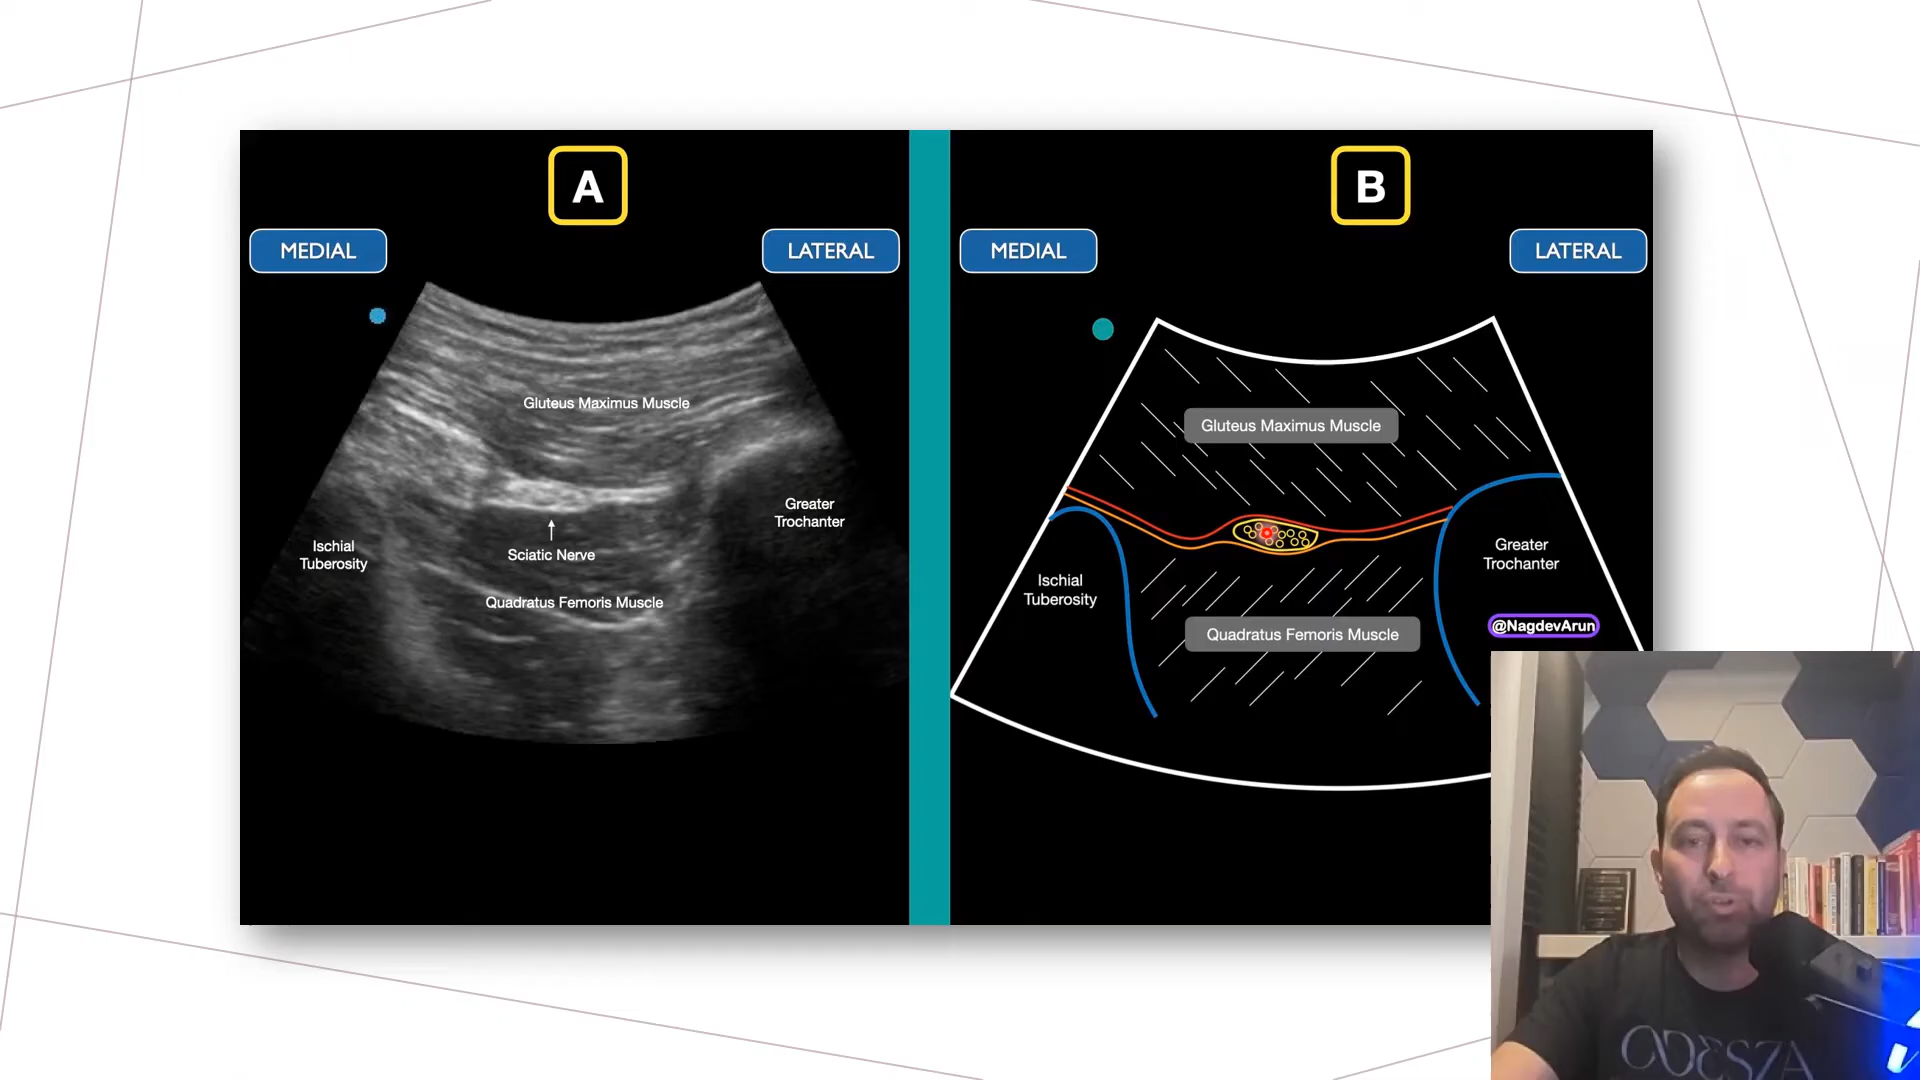 A
MEDIAL
LATERAL
Gluteus Maximus Muscle
Greater
Trochanter
Ischial
Tuberosity
Sciatic Nerve
Quadratus Femoris Muscle
B
MEDIAL
LATERAL
Gluteus Maximus Muscle
Greater
Trochanter
Ischial
Tuberosity
@NagdevArun
Quadratus Femoris Muscle
ODESZA